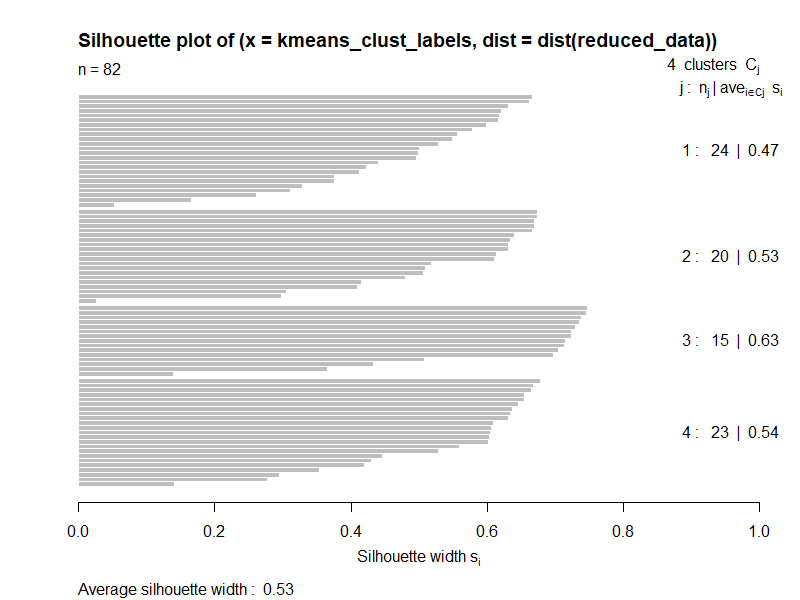 Silhouette plot of (x = kmeans_clust_labels, dist = dist(reduced_data))
n = 82
4 clusters Cj
j : nj | avei∈Cj si
1 : 24 | 0.47
2 : 20 | 0.53
3 : 15 | 0.63
4 : 23 | 0.54
0.0 0.2 0.4 0.6 0.8 1.0
Silhouette width si
Average silhouette width : 0.53